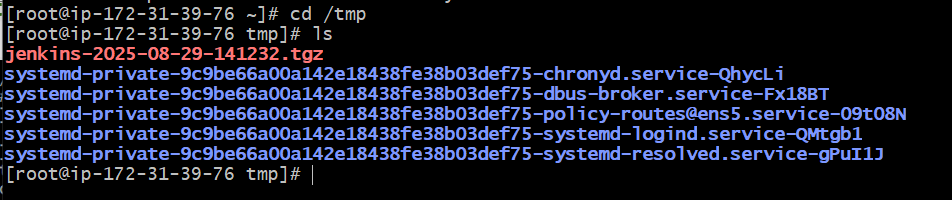 [root@ip-172-31-39-76 ~]# cd /tmp
[root@ip-172-31-39-76 tmp]# ls
jenkins-2025-08-29-141232.tgz
systemd-private-9c9be66a00a142e18438fe38b03def75-chronyd.service-QhycLi
systemd-private-9c9be66a00a142e18438fe38b03def75-dbus-broker.service-Fx18BT
systemd-private-9c9be66a00a142e18438fe38b03def75-policy-routes@ens5.service-O9t08N
systemd-private-9c9be66a00a142e18438fe38b03def75-systemd-logind.service-QMtgb1
systemd-private-9c9be66a00a142e18438fe38b03def75-systemd-resolved.service-gPuI1J
[root@ip-172-31-39-76 tmp]#